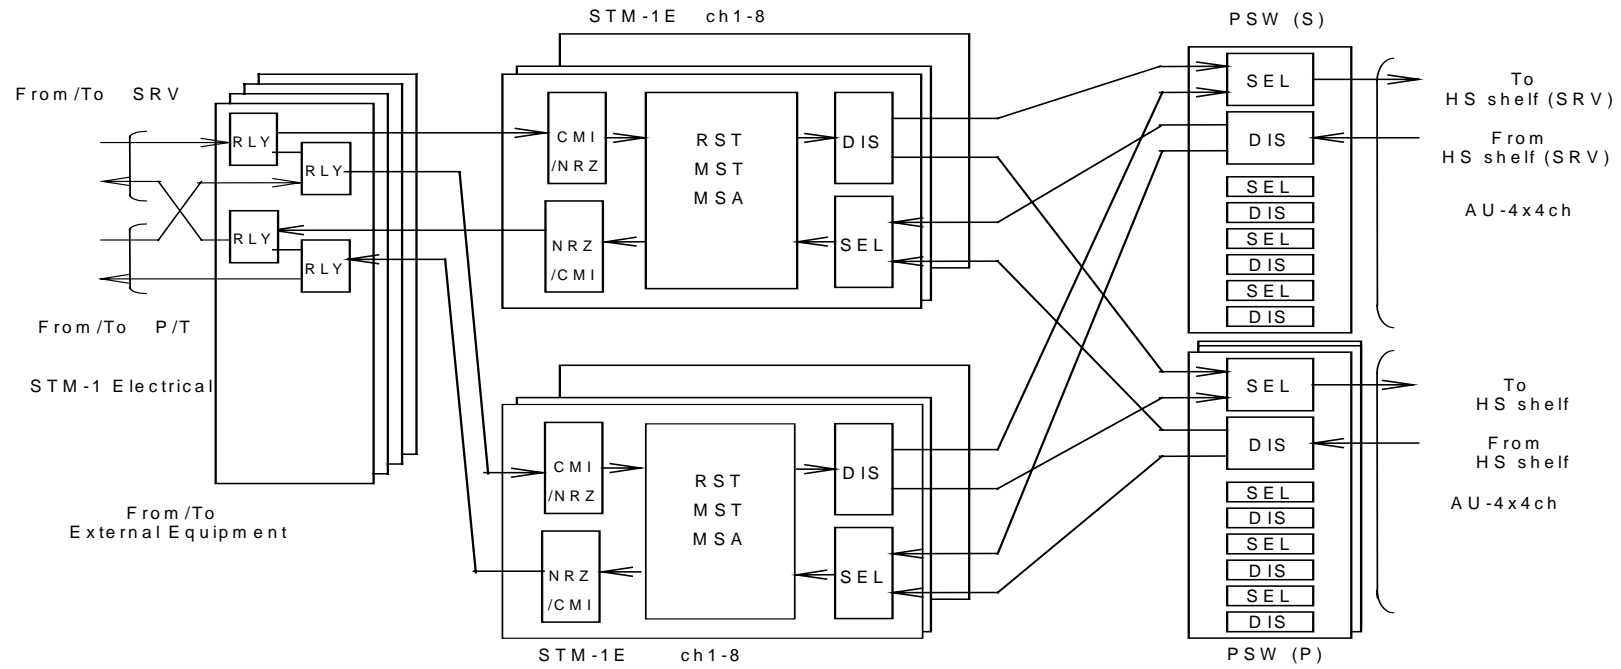 STM-1E ch1-8
PSW (S)
From/To SRV
RLY
RLY
RLY
RLY
From/To P/T
STM-1 Electrical
From/To
External Equipment
CMI
/NRZ
RST
MST
MSA
DIS
NRZ
/CMI
SEL
SEL
DIS
SEL
DIS
SEL
DIS
SEL
DIS
To
HS shelf (SRV)
From
HS shelf (SRV)
AU-4x4ch
CMI
/NRZ
RST
MST
MSA
DIS
NRZ
/CMI
SEL
SEL
DIS
SEL
DIS
SEL
DIS
SEL
DIS
To
HS shelf
From
HS shelf
AU-4x4ch
STM-1E ch1-8
PSW (P)